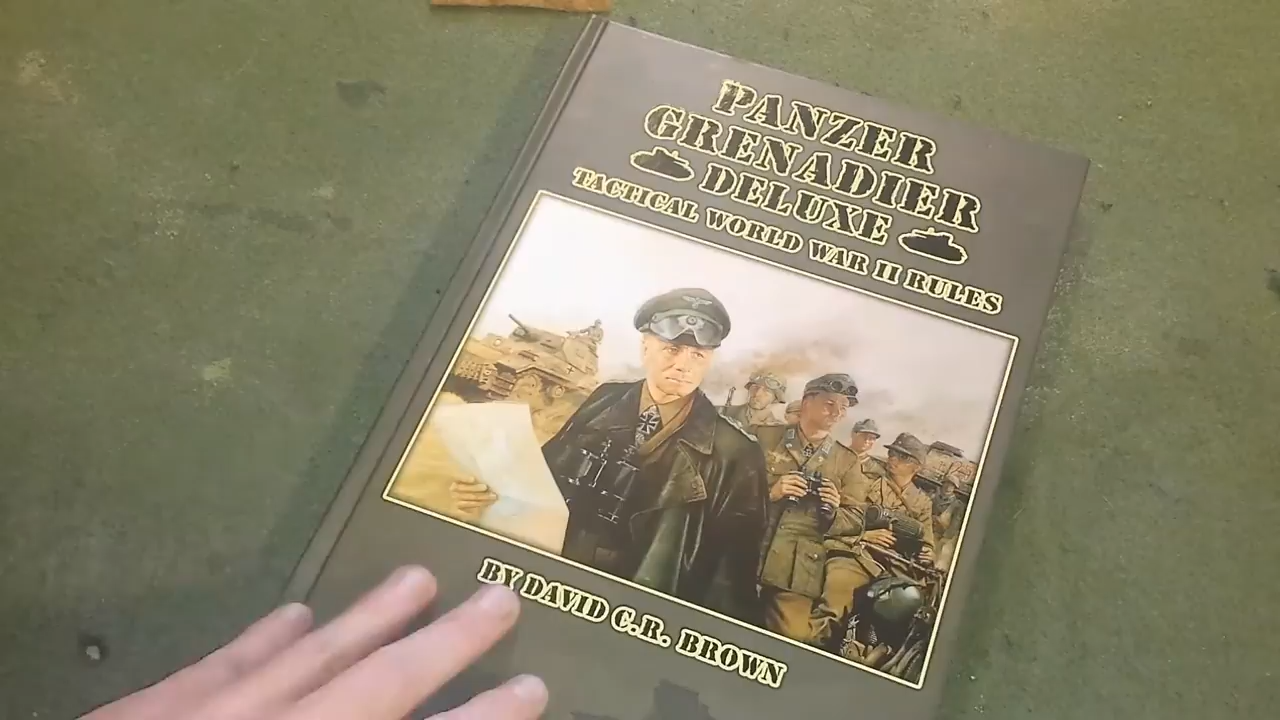 PANZER
GRENADIER
DELUXE
TACTICAL WORLD WAR II RULES
BY DAVID C.R. BROWN